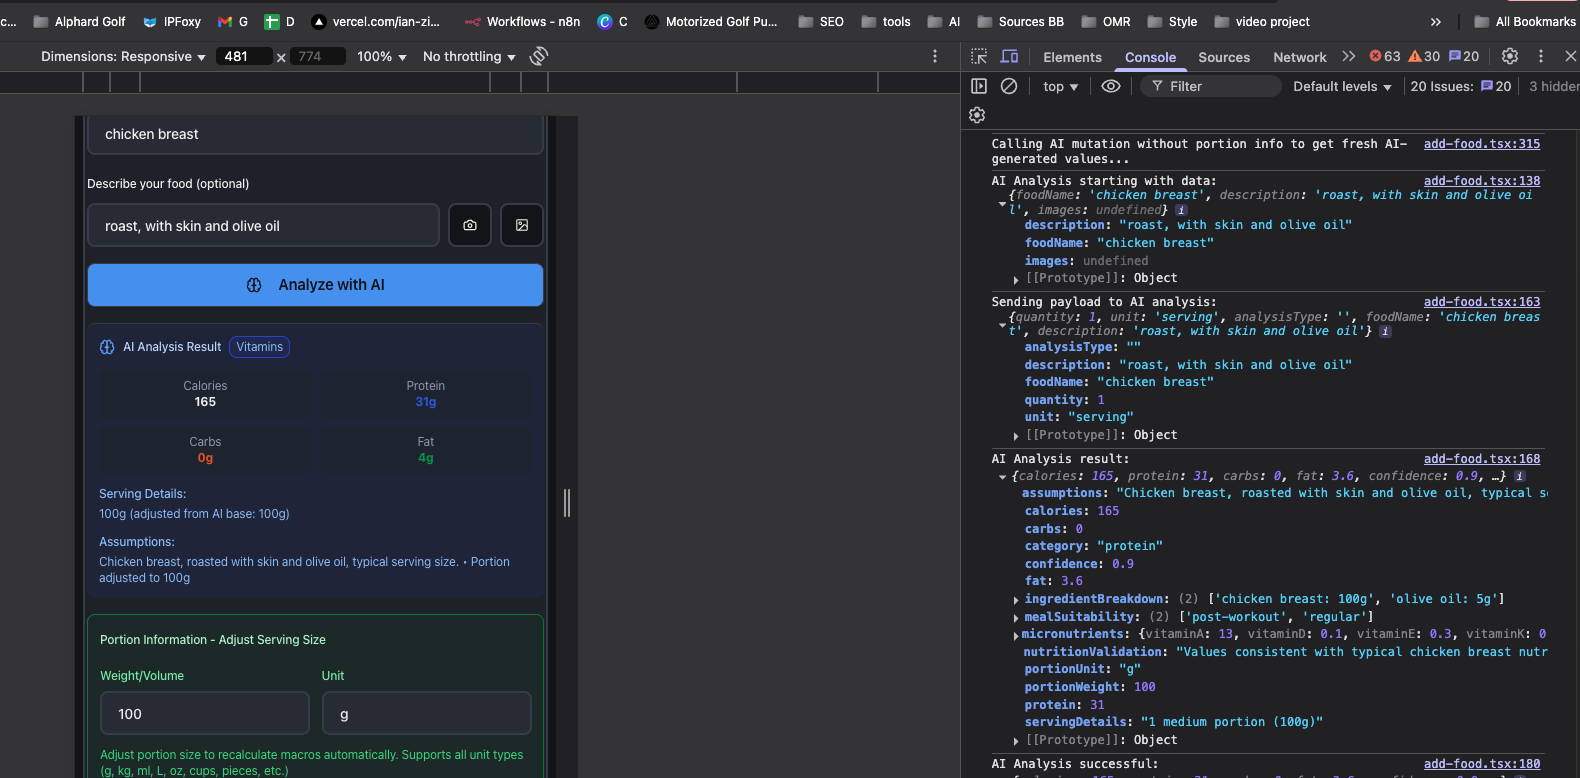 c... Alphard Golf IPFoxy G D vercel.com/ian-zi... Workflows - n8n C Motorized Golf Pu... SEO tools AI Sources BB OMR Style video project » All Bookmarks
Dimensions: Responsive 481 x 774 100% No throttling
Elements Console Sources Network 63 30 20
top Filter Default levels 20 Issues: 20 3 hidden
chicken breast
Describe your food (optional)
roast, with skin and olive oil
Analyze with AI
AI Analysis Result Vitamins
Calories Protein
165 31g
Carbs Fat
0g 4g
Serving Details:
100g (adjusted from AI base: 100g)
Assumptions:
Chicken breast, roasted with skin and olive oil, typical serving size. • Portion
adjusted to 100g
Portion Information - Adjust Serving Size
Weight/Volume Unit
100 g
Adjust portion size to recalculate macros automatically. Supports all unit types
(g, kg, ml, L, oz, cups, pieces, etc.)
Calling AI mutation without portion info to get fresh AI- add-food.tsx:315
generated values...
AI Analysis starting with data: add-food.tsx:138
{foodName: 'chicken breast', description: 'roast, with skin and olive oi
l', images: undefined} i
description: "roast, with skin and olive oil"
foodName: "chicken breast"
images: undefined
[[Prototype]]: Object
Sending payload to AI analysis: add-food.tsx:163
{quantity: 1, unit: 'serving', analysisType: '', foodName: 'chicken breas
t', description: 'roast, with skin and olive oil'} i
analysisType: ""
description: "roast, with skin and olive oil"
foodName: "chicken breast"
quantity: 1
unit: "serving"
[[Prototype]]: Object
AI Analysis result: add-food.tsx:168
{calories: 165, protein: 31, carbs: 0, fat: 3.6, confidence: 0.9, …} i
assumptions: "Chicken breast, roasted with skin and olive oil, typical s
calories: 165
carbs: 0
category: "protein"
confidence: 0.9
fat: 3.6
ingredientBreakdown: (2) ['chicken breast: 100g', 'olive oil: 5g']
mealSuitability: (2) ['post-workout', 'regular']
micronutrients: {vitaminA: 13, vitaminD: 0.1, vitaminE: 0.3, vitaminK: 0
nutritionValidation: "Values consistent with typical chicken breast nutr
portionUnit: "g"
portionWeight: 100
protein: 31
servingDetails: "1 medium portion (100g)"
[[Prototype]]: Object
AI Analysis successful: add-food.tsx:180